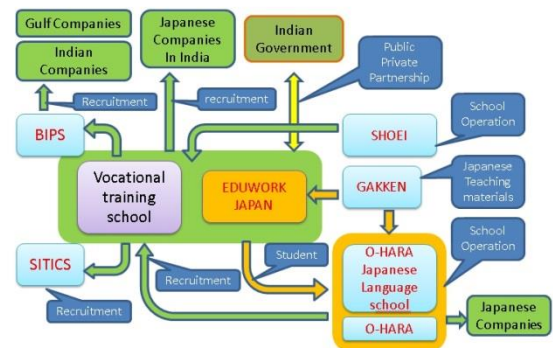 Gulf Companies
Indian
Companies
Japanese
Companies
In India
Indian
Government
Public
Private
Partnership
Recruitment
recruitment
BIPS
SHOEI
School
Operation
Vocational
training
school
EDUWORK
JAPAN
GAKKEN
Japanese
Teaching
materials
SITICS
Recruitment
Recruitment
Student
O-HARA
Japanese
Language
school
O-HARA
School
Operation
Japanese
Companies